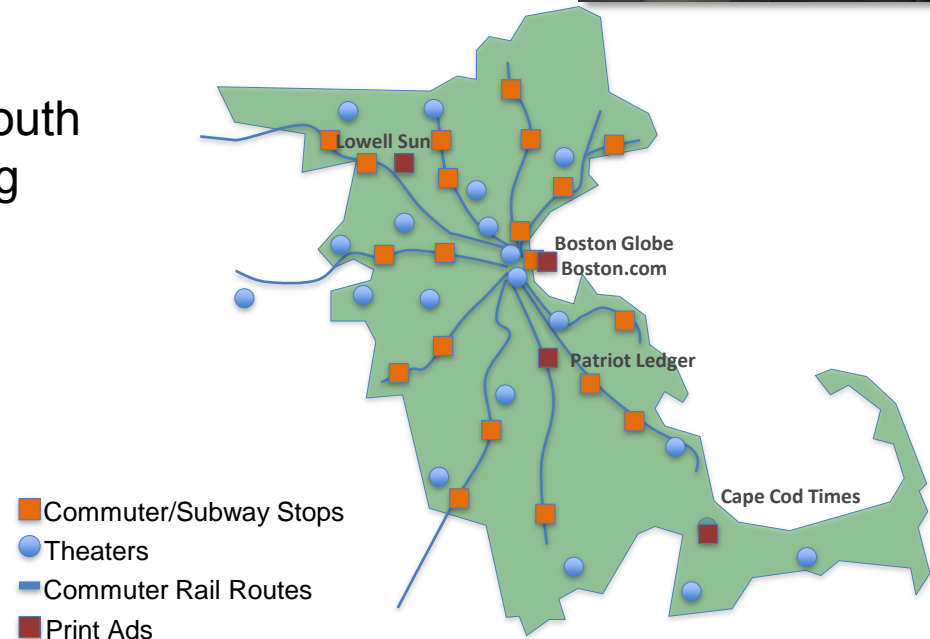 outh
g
Lowell Sun
Boston Globe
Boston.com
Patriot Ledger
Cape Cod Times
Commuter/Subway Stops
Theaters
Commuter Rail Routes
Print Ads